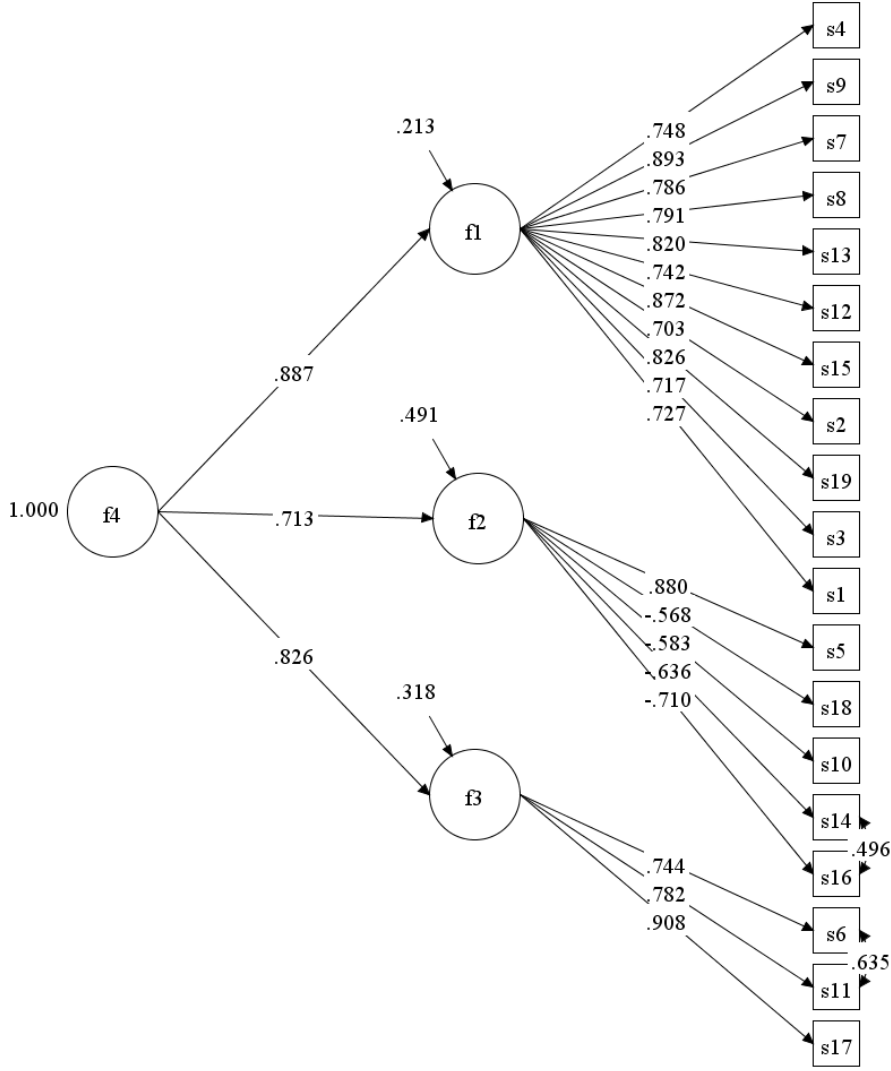 s4
s9
.213
.748
s7
.893
.786
s8
.791
f1
.820
s13
.742
.872
s12
.703
.826
s15
.887
.717
.727
.491
s2
s19
1.000
f4
.713
f2
s3
.880
s1
-.568
-.583
s5
.826
-.636
.318
-.710
s18
s10
f3
s14
.496
.744
s16
.782
.908
s6
.635
s11
s17